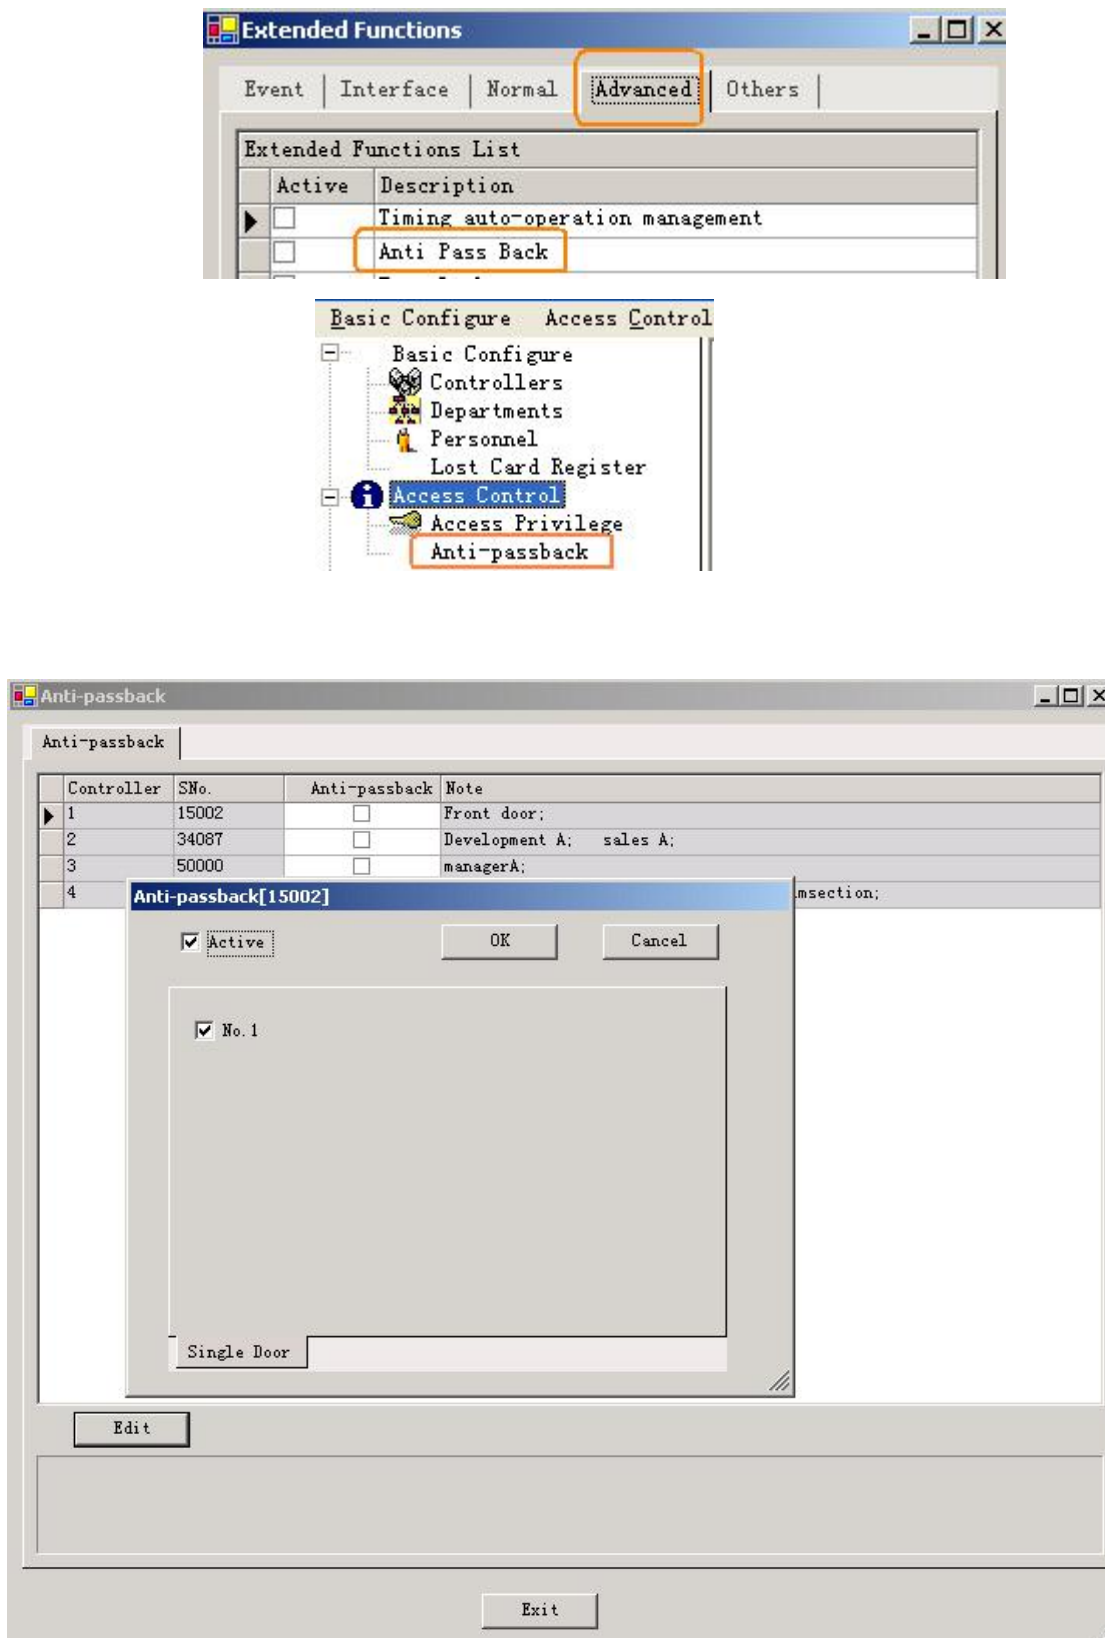 Extended Functions
Event Interface Normal Advanced Others
Extended Functions List
Active Description
Timing auto-operation management
Anti Pass Back
Basic Configure Access Control
Basic Configure
Controllers
Departments
Personnel
Lost Card Register
Access Control
Access Privilege
Anti-passback
Anti-passback
Anti-passback
Controller SNo. Anti-passback Note
1 15002 Front door;
2 34087 Development A; sales A;
3 50000 managerA;
4 msection;
Anti-passback[15002]
Active OK Cancel
No.1
Single Door
Edit
Exit